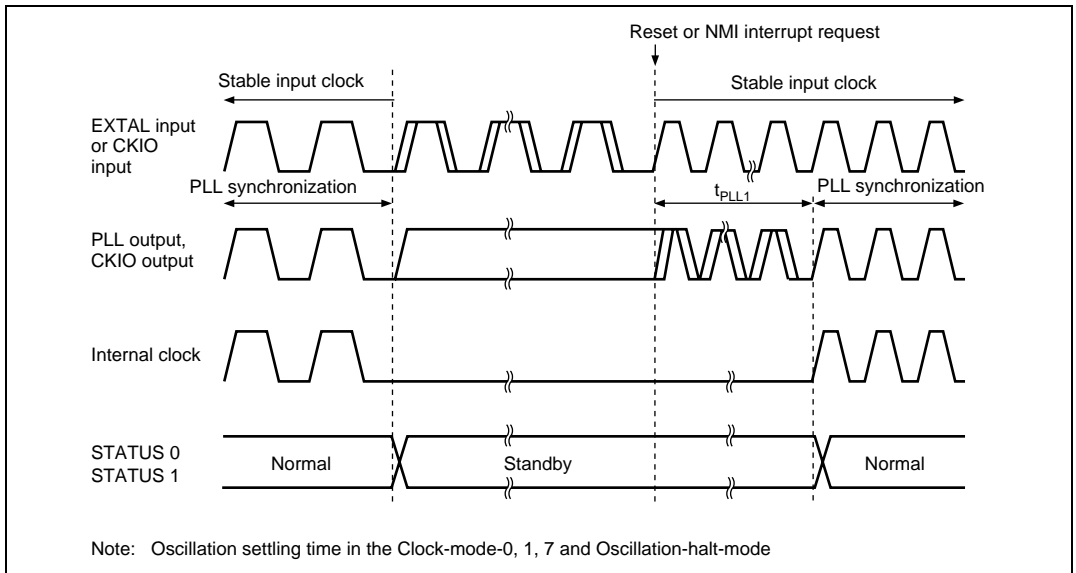 Reset or NMI interrupt request
Stable input clock
Stable input clock
EXTAL input
or CKIO
input
PLL synchronization
tPLL1
PLL synchronization
PLL output,
CKIO output
Internal clock
STATUS 0
STATUS 1
Normal
Standby
Normal
Note: Oscillation settling time in the Clock-mode-0, 1, 7 and Oscillation-halt-mode